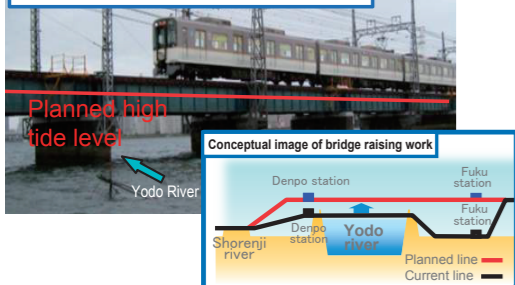 Planned high
tide level
Yodo River
Conceptual image of bridge raising work
Denpo station
Fuku
station
Fuku
station
Denpo
station
Yodo
river
Shorenji
river
Planned line
Current line